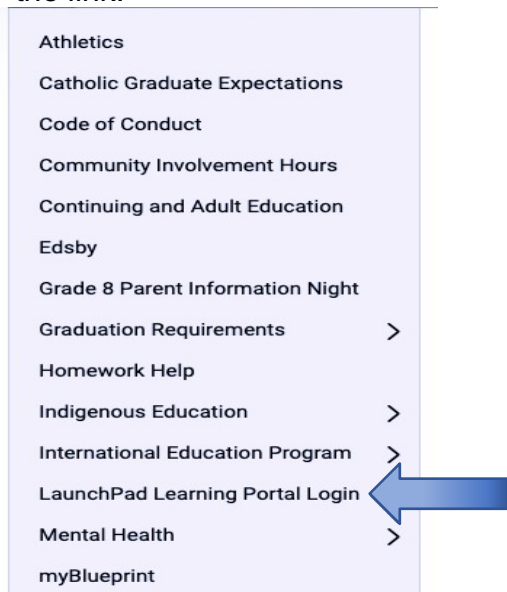 Athletics
Catholic Graduate Expectations
Code of Conduct
Community Involvement Hours
Continuing and Adult Education
Edsby
Grade 8 Parent Information Night
Graduation Requirements >
Homework Help
Indigenous Education >
International Education Program >
LaunchPad Learning Portal Login
Mental Health >
myBlueprint